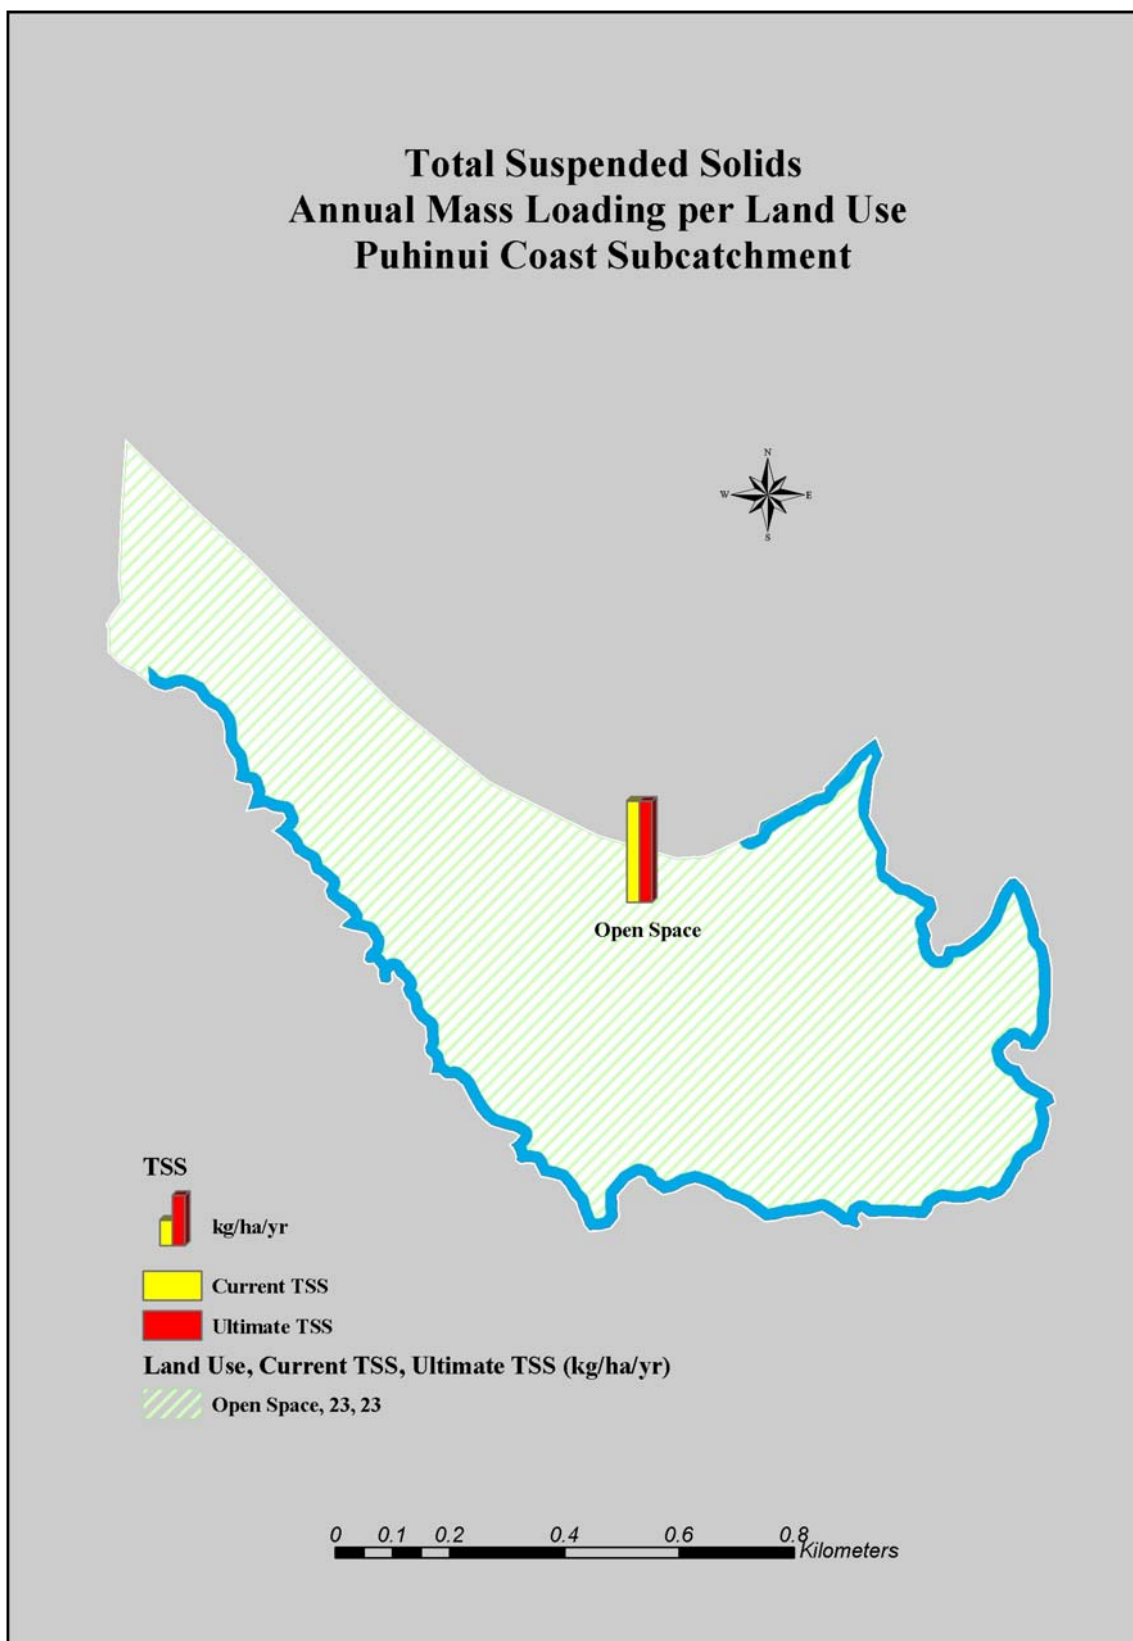 Total Suspended Solids
Annual Mass Loading per Land Use
Puhinui Coast Subcatchment
N
W E
S
Open Space
TSS
kg/ha/yr
Current TSS
Ultimate TSS
Land Use, Current TSS, Ultimate TSS (kg/ha/yr)
Open Space, 23, 23
0 0.1 0.2 0.4 0.6 0.8
Kilometers